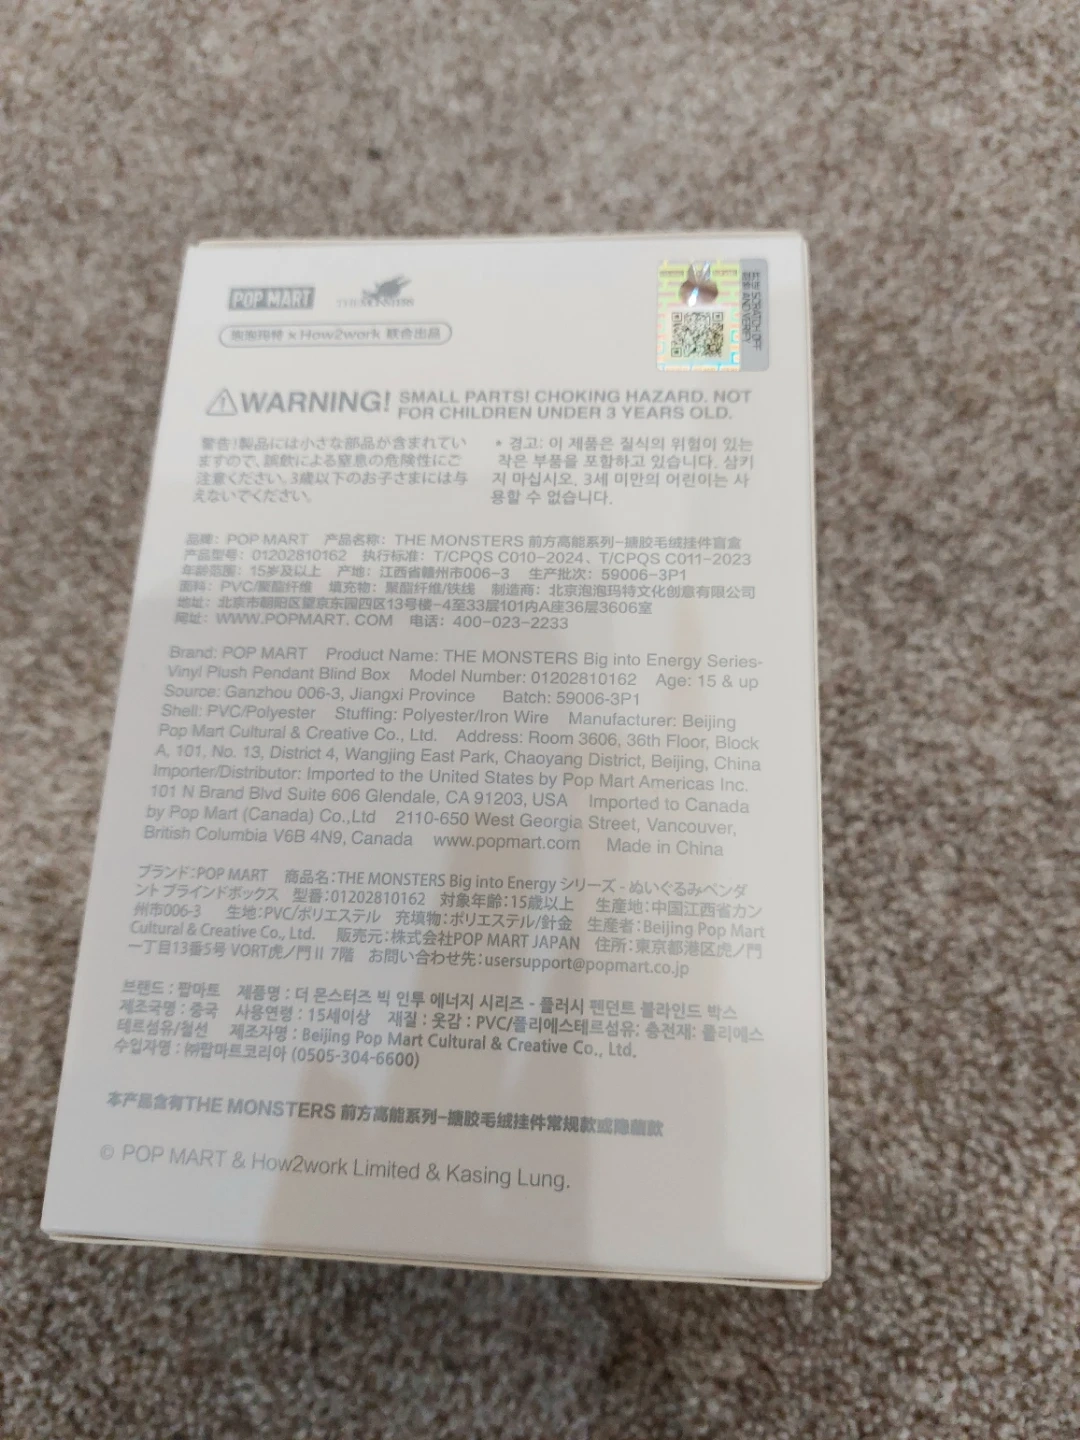 POP MART
THE MONSTERS
泡泡玛特 × How2work 联合出品
SCRATCH OFF
AND VERIFY
WARNING! SMALL PARTS! CHOKING HAZARD. NOT
FOR CHILDREN UNDER 3 YEARS OLD.
警告!製品には小さな部品が含まれてい
ますので、誤飲による窒息の危険性にご
注意ください。3歳以下のお子さまには与
えないでください。
* 경고: 이 제품은 질식의 위험이 있는
작은 부품을 포함하고 있습니다. 삼키
지 마십시오. 3세 미만의 어린이는 사
용할 수 없습니다.
品牌：POP MART 产品名称：THE MONSTERS 前方高能系列-搪胶毛绒挂件盲盒
产品型号：01202810162 执行标准：T/CPQS C010-2024、T/CPQS C011-2023
年龄范围：15岁及以上 产地：江西省赣州市006-3 生产批次：59006-3P1
面料：PVC/聚酯纤维 填充物：聚酯纤维/铁线 制造商：北京泡泡玛特文化创意有限公司
地址：北京市朝阳区望京东园四区13号楼-4至33层101内A座36层3606室
网址：WWW.POPMART.COM 电话：400-023-2233
Brand: POP MART Product Name: THE MONSTERS Big into Energy Series-
Vinyl Plush Pendant Blind Box Model Number: 01202810162 Age: 15 & up
Source: Ganzhou 006-3, Jiangxi Province Batch: 59006-3P1
Shell: PVC/Polyester Stuffing: Polyester/Iron Wire Manufacturer: Beijing
Pop Mart Cultural & Creative Co., Ltd. Address: Room 3606, 36th Floor, Block
A, 101, No. 13, District 4, Wangjing East Park, Chaoyang District, Beijing, China
Importer/Distributor: Imported to the United States by Pop Mart Americas Inc.
101 N Brand Blvd Suite 606 Glendale, CA 91203, USA Imported to Canada
by Pop Mart (Canada) Co.,Ltd 2110-650 West Georgia Street, Vancouver,
British Columbia V6B 4N9, Canada www.popmart.com Made in China
ブランド:POP MART 商品名:THE MONSTERS Big into Energy シリーズ - ぬいぐるみペンダ
ント ブラインドボックス 型番:01202810162 対象年齢:15歳以上 生産地:中国江西省カン
州市006-3 生地:PVC/ポリエステル 充填物:ポリエステル/針金 生産者:Beijing Pop Mart
Cultural & Creative Co., Ltd. 販売元:株式会社POP MART JAPAN 住所:東京都港区虎ノ門
一丁目13番5号 VORT虎ノ門 II 7階 お問い合わせ先:usersupport@popmart.co.jp
브랜드 : 팝마트 제품명 : 더 몬스터즈 빅 인투 에너지 시리즈 - 플러시 펜던트 블라인드 박스
제조국명 : 중국 사용연령 : 15세이상 재질 : 옷감 : PVC/폴리에스테르섬유; 충전재: 폴리에스
테르섬유/철선 제조자명 : Beijing Pop Mart Cultural & Creative Co., Ltd.
수입자명 : ㈜팝마트코리아 (0505-304-6600)
本产品含有THE MONSTERS 前方高能系列-搪胶毛绒挂件常规款或隐藏款
© POP MART & How2work Limited & Kasing Lung.